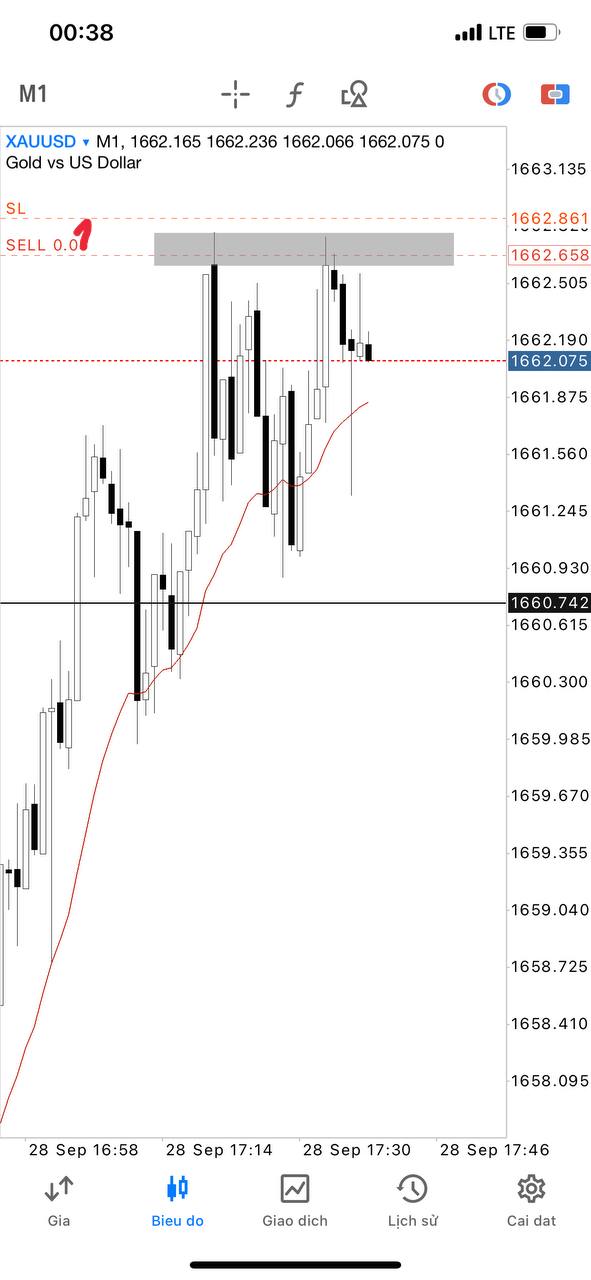 00:38 LTE
M1 f
XAUUSD M1, 1662.165 1662.236 1662.066 1662.075 0
Gold vs US Dollar
1663.135
SL
1662.861
SELL 0.0
1662.658
1662.505
1662.190
1662.075
1661.875
1661.560
1661.245
1660.930
1660.742
1660.615
1660.300
1659.985
1659.670
1659.355
1659.040
1658.725
1658.410
1658.095
28 Sep 16:58 28 Sep 17:14 28 Sep 17:30 28 Sep 17:46
Gia Bieu do Giao dich Lịch sử Cai dat